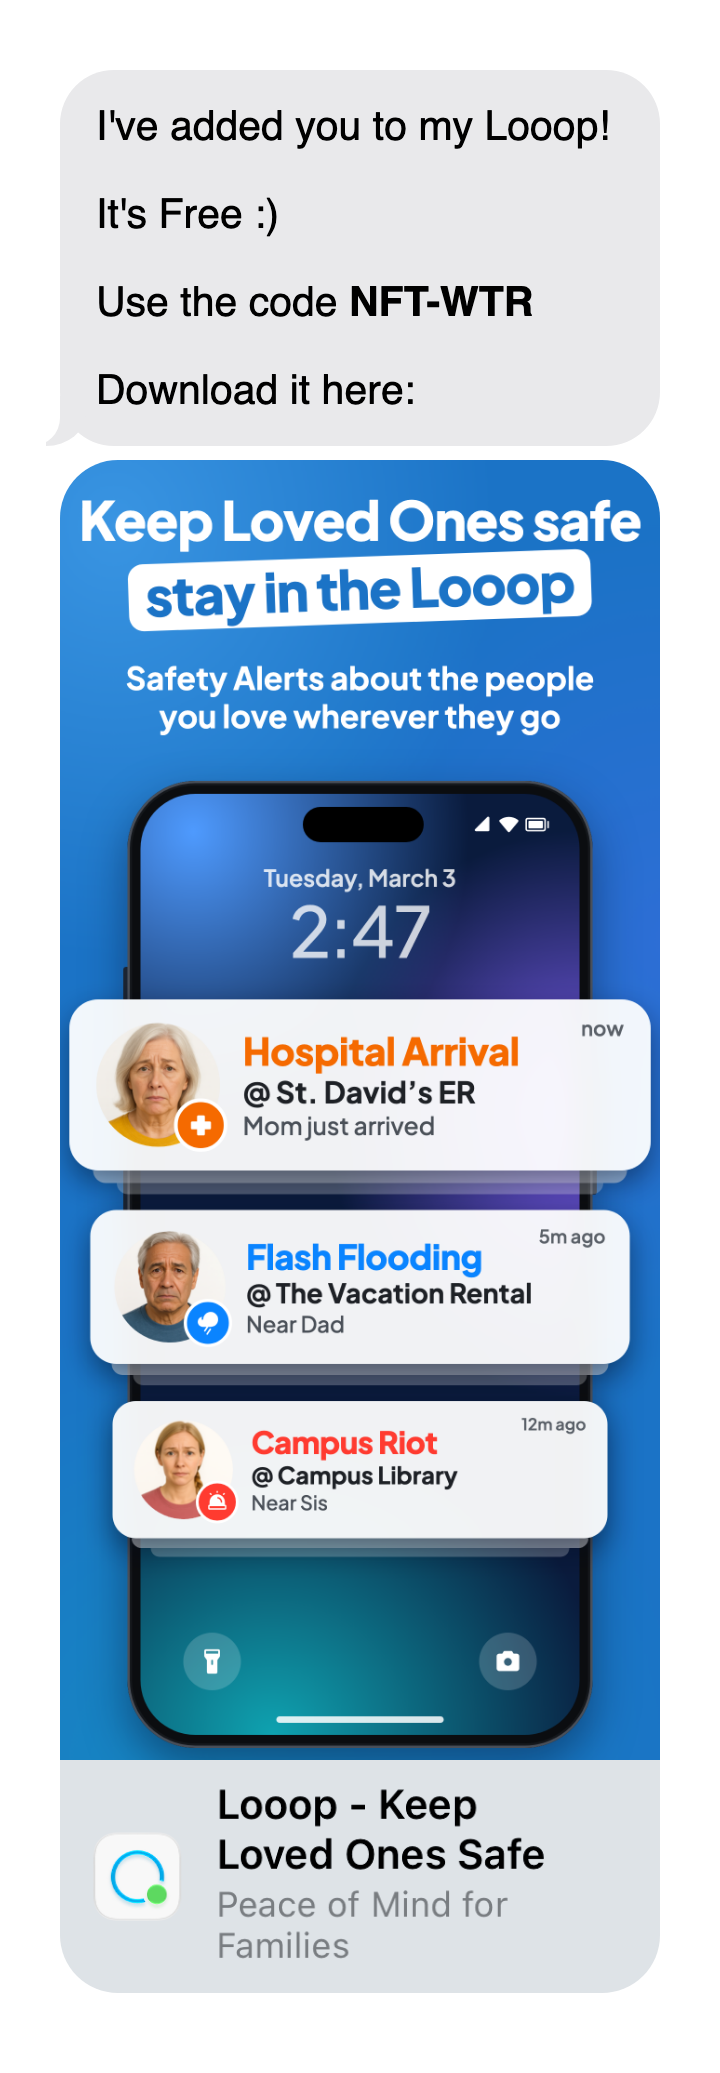 I've added you to my Looop!
It's Free :)
Use the code NFT-WTR
Download it here:
Keep Loved Ones safe
stay in the Looop
Safety Alerts about the people
you love wherever they go
Tuesday, March 3
2:47
now
Hospital Arrival
@ St. David's ER
Mom just arrived
5m ago
Flash Flooding
@ The Vacation Rental
Near Dad
12m ago
Campus Riot
@ Campus Library
Near Sis
Looop - Keep
Loved Ones Safe
Peace of Mind for
Families